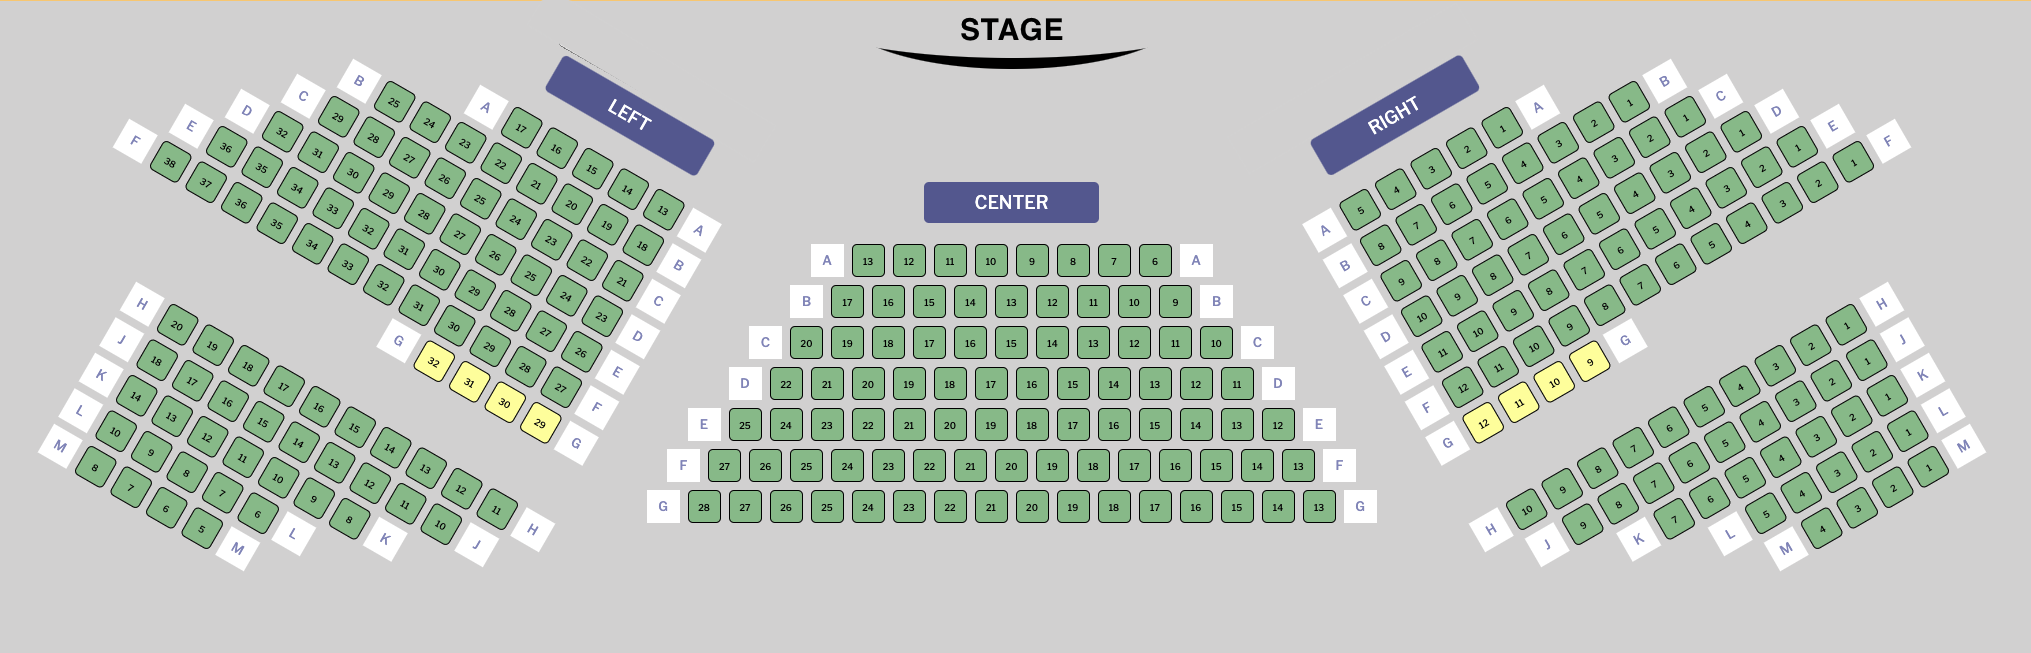 STAGE
LEFT
RIGHT
CENTER
A 17 16 15 14 13 A
B 25 24 23 22 21 20 19 18 B
C 29 28 27 26 25 24 23 22 21 C
D 32 31 30 29 28 27 26 25 24 23 D
E 36 35 34 33 32 31 30 29 28 27 26 E
F 38 37 36 35 34 33 32 31 30 29 28 27 F
G 32 31 30 29 G
H 20 19 18 17 16 15 14 13 12 11 H
J 18 17 16 15 14 13 12 11 10 J
K 14 13 12 11 10 9 8 K
L 10 9 8 7 6 L
M 8 7 6 5 M
A 13 12 11 10 9 8 7 6 A
B 17 16 15 14 13 12 11 10 9 B
C 20 19 18 17 16 15 14 13 12 11 10 C
D 22 21 20 19 18 17 16 15 14 13 12 11 D
E 25 24 23 22 21 20 19 18 17 16 15 14 13 12 E
F 27 26 25 24 23 22 21 20 19 18 17 16 15 14 13 F
G 28 27 26 25 24 23 22 21 20 19 18 17 16 15 14 13 G
A 5 4 3 2 1 A
B 8 7 6 5 4 3 2 1 B
C 9 8 7 6 5 4 3 2 1 C
D 10 9 8 7 6 5 4 3 2 1 D
E 11 10 9 8 7 6 5 4 3 2 1 E
F 12 11 10 9 8 7 6 5 4 3 2 1 F
G 12 11 10 9 G
H 10 9 8 7 6 5 4 3 2 1 H
J 9 8 7 6 5 4 3 2 1 J
K 7 6 5 4 3 2 1 K
L 5 4 3 2 1 L
M 4 3 2 1 M